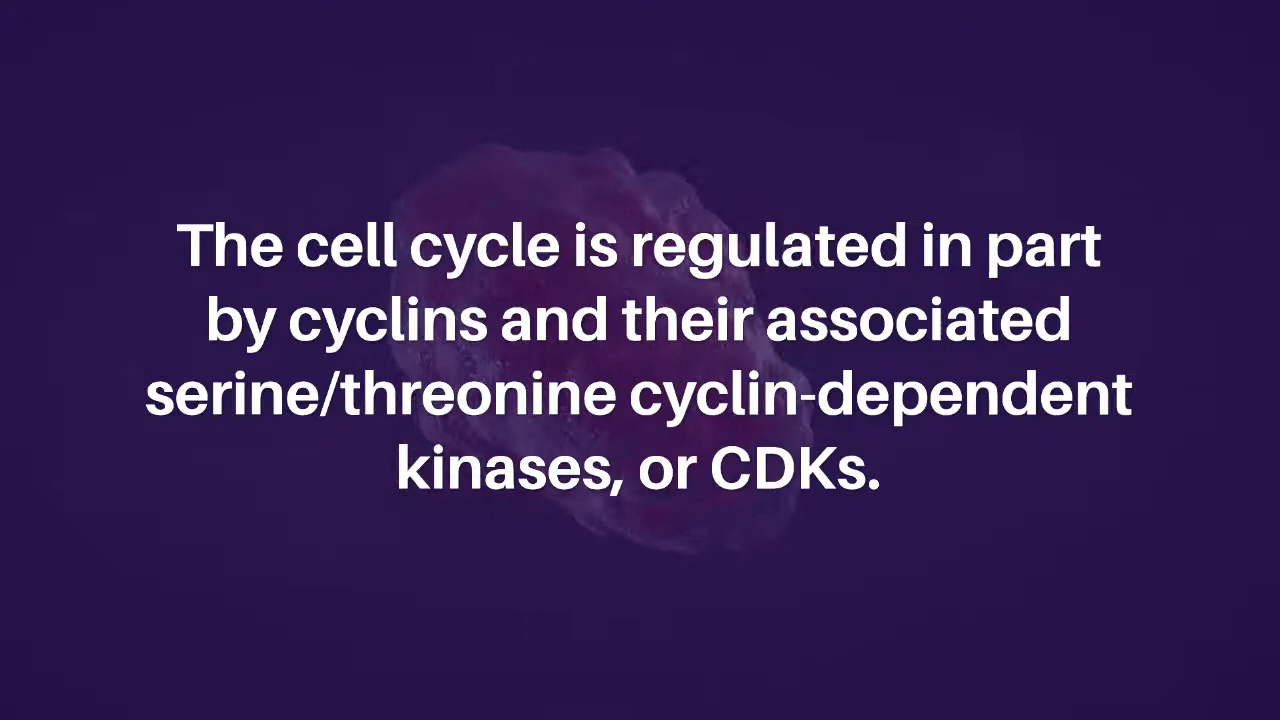 The cell cycle is regulated in part
by cyclins and their associated
serine/threonine cyclin-dependent
kinases, or CDKs.